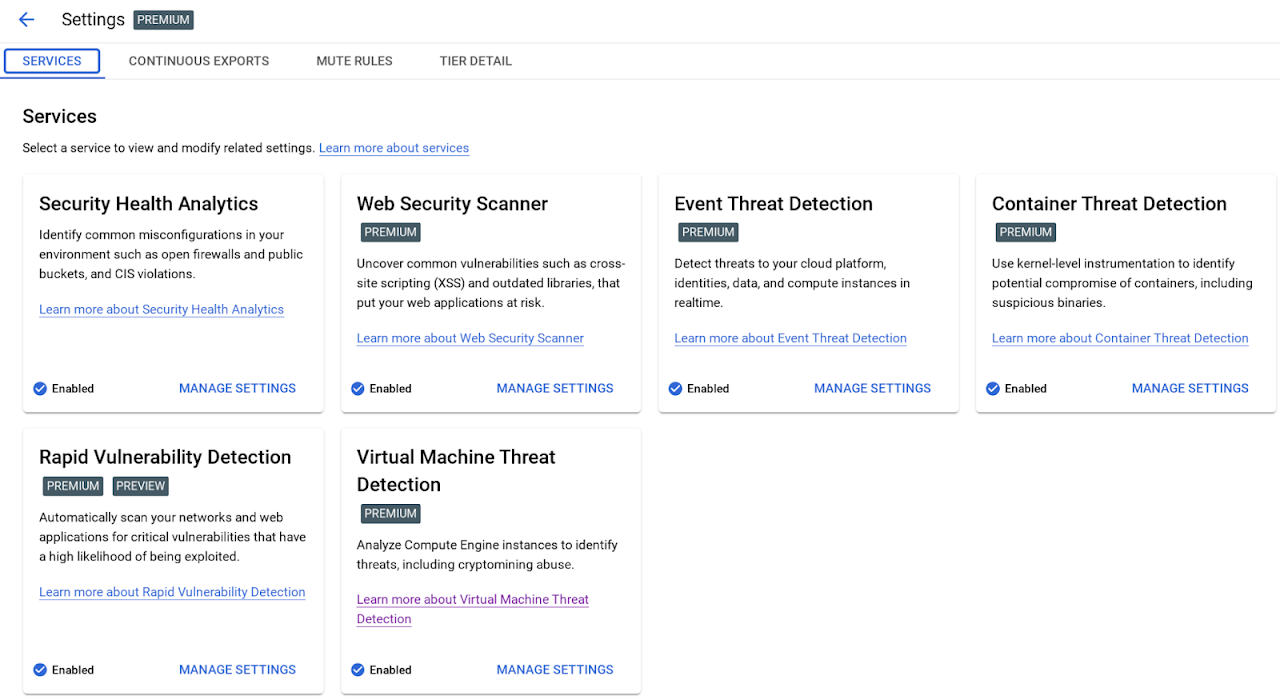 Settings PREMIUM
SERVICES CONTINUOUS EXPORTS MUTE RULES TIER DETAIL
Services
Select a service to view and modify related settings. Learn more about services
Security Health Analytics
Identify common misconfigurations in your
environment such as open firewalls and public
buckets, and CIS violations.
Learn more about Security Health Analytics
Enabled MANAGE SETTINGS
Web Security Scanner
PREMIUM
Uncover common vulnerabilities such as cross-
site scripting (XSS) and outdated libraries, that
put your web applications at risk.
Learn more about Web Security Scanner
Enabled MANAGE SETTINGS
Event Threat Detection
PREMIUM
Detect threats to your cloud platform,
identities, data, and compute instances in
realtime.
Learn more about Event Threat Detection
Enabled MANAGE SETTINGS
Container Threat Detection
PREMIUM
Use kernel-level instrumentation to identify
potential compromise of containers, including
suspicious binaries.
Learn more about Container Threat Detection
Enabled MANAGE SETTINGS
Rapid Vulnerability Detection
PREMIUM PREVIEW
Automatically scan your networks and web
applications for critical vulnerabilities that have
a high likelihood of being exploited.
Learn more about Rapid Vulnerability Detection
Enabled MANAGE SETTINGS
Virtual Machine Threat
Detection
PREMIUM
Analyze Compute Engine instances to identify
threats, including cryptomining abuse.
Learn more about Virtual Machine Threat
Detection
Enabled MANAGE SETTINGS